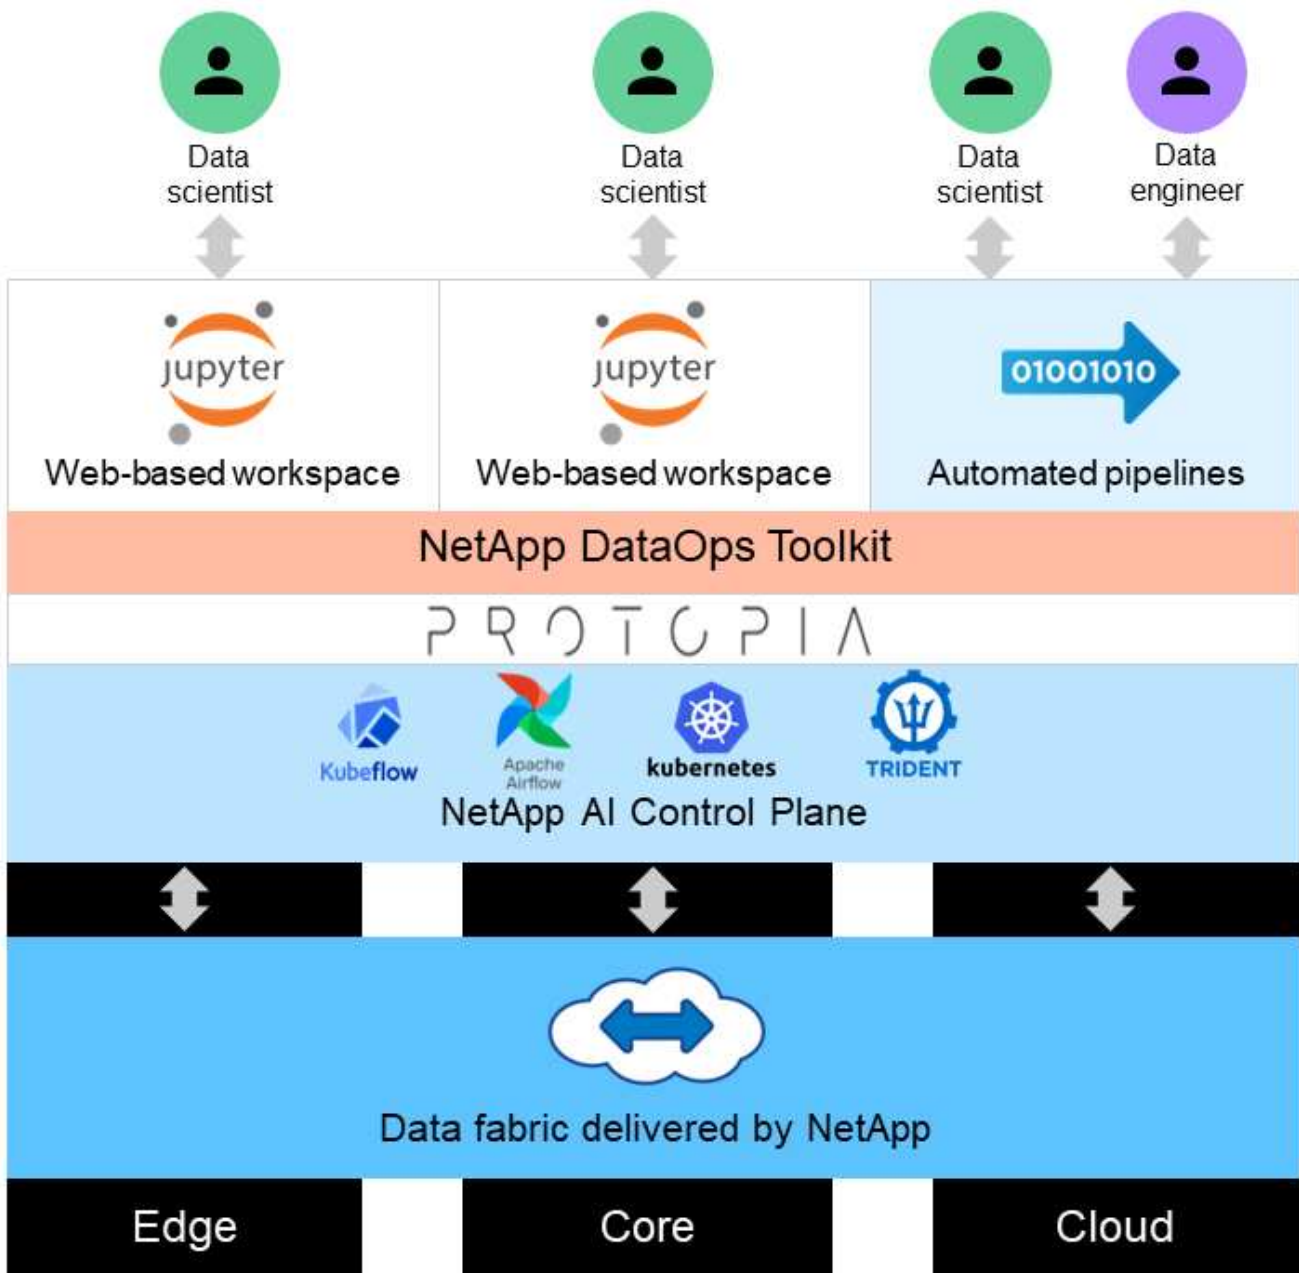 Data
scientist
Data
scientist
Data
scientist
Data
engineer
jupyter
Web-based workspace
jupyter
Web-based workspace
01001010
Automated pipelines
NetApp DataOps Toolkit
PROTOPIA
Kubeflow
Apache
Airflow
kubernetes
TRIDENT
NetApp AI Control Plane
Data fabric delivered by NetApp
Edge
Core
Cloud